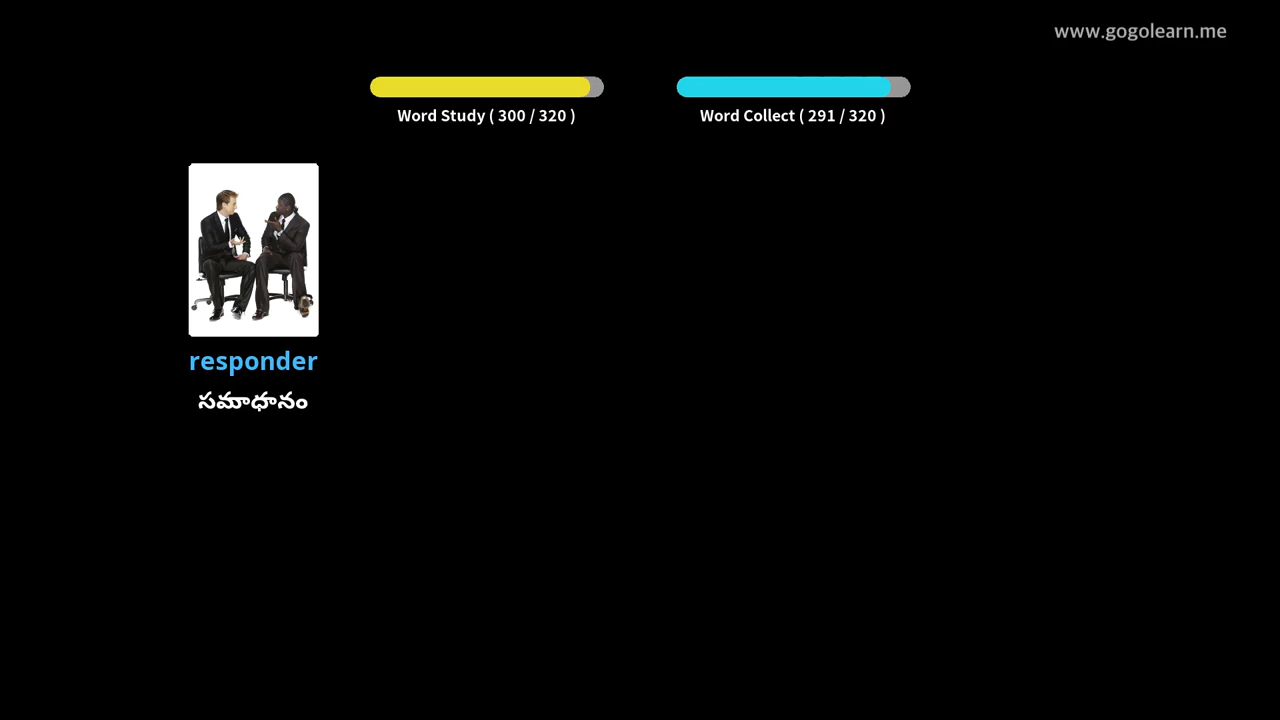 www.gogolearn.me
Word Study ( 300 / 320 )
Word Collect ( 291 / 320 )
responder
సమాధానం